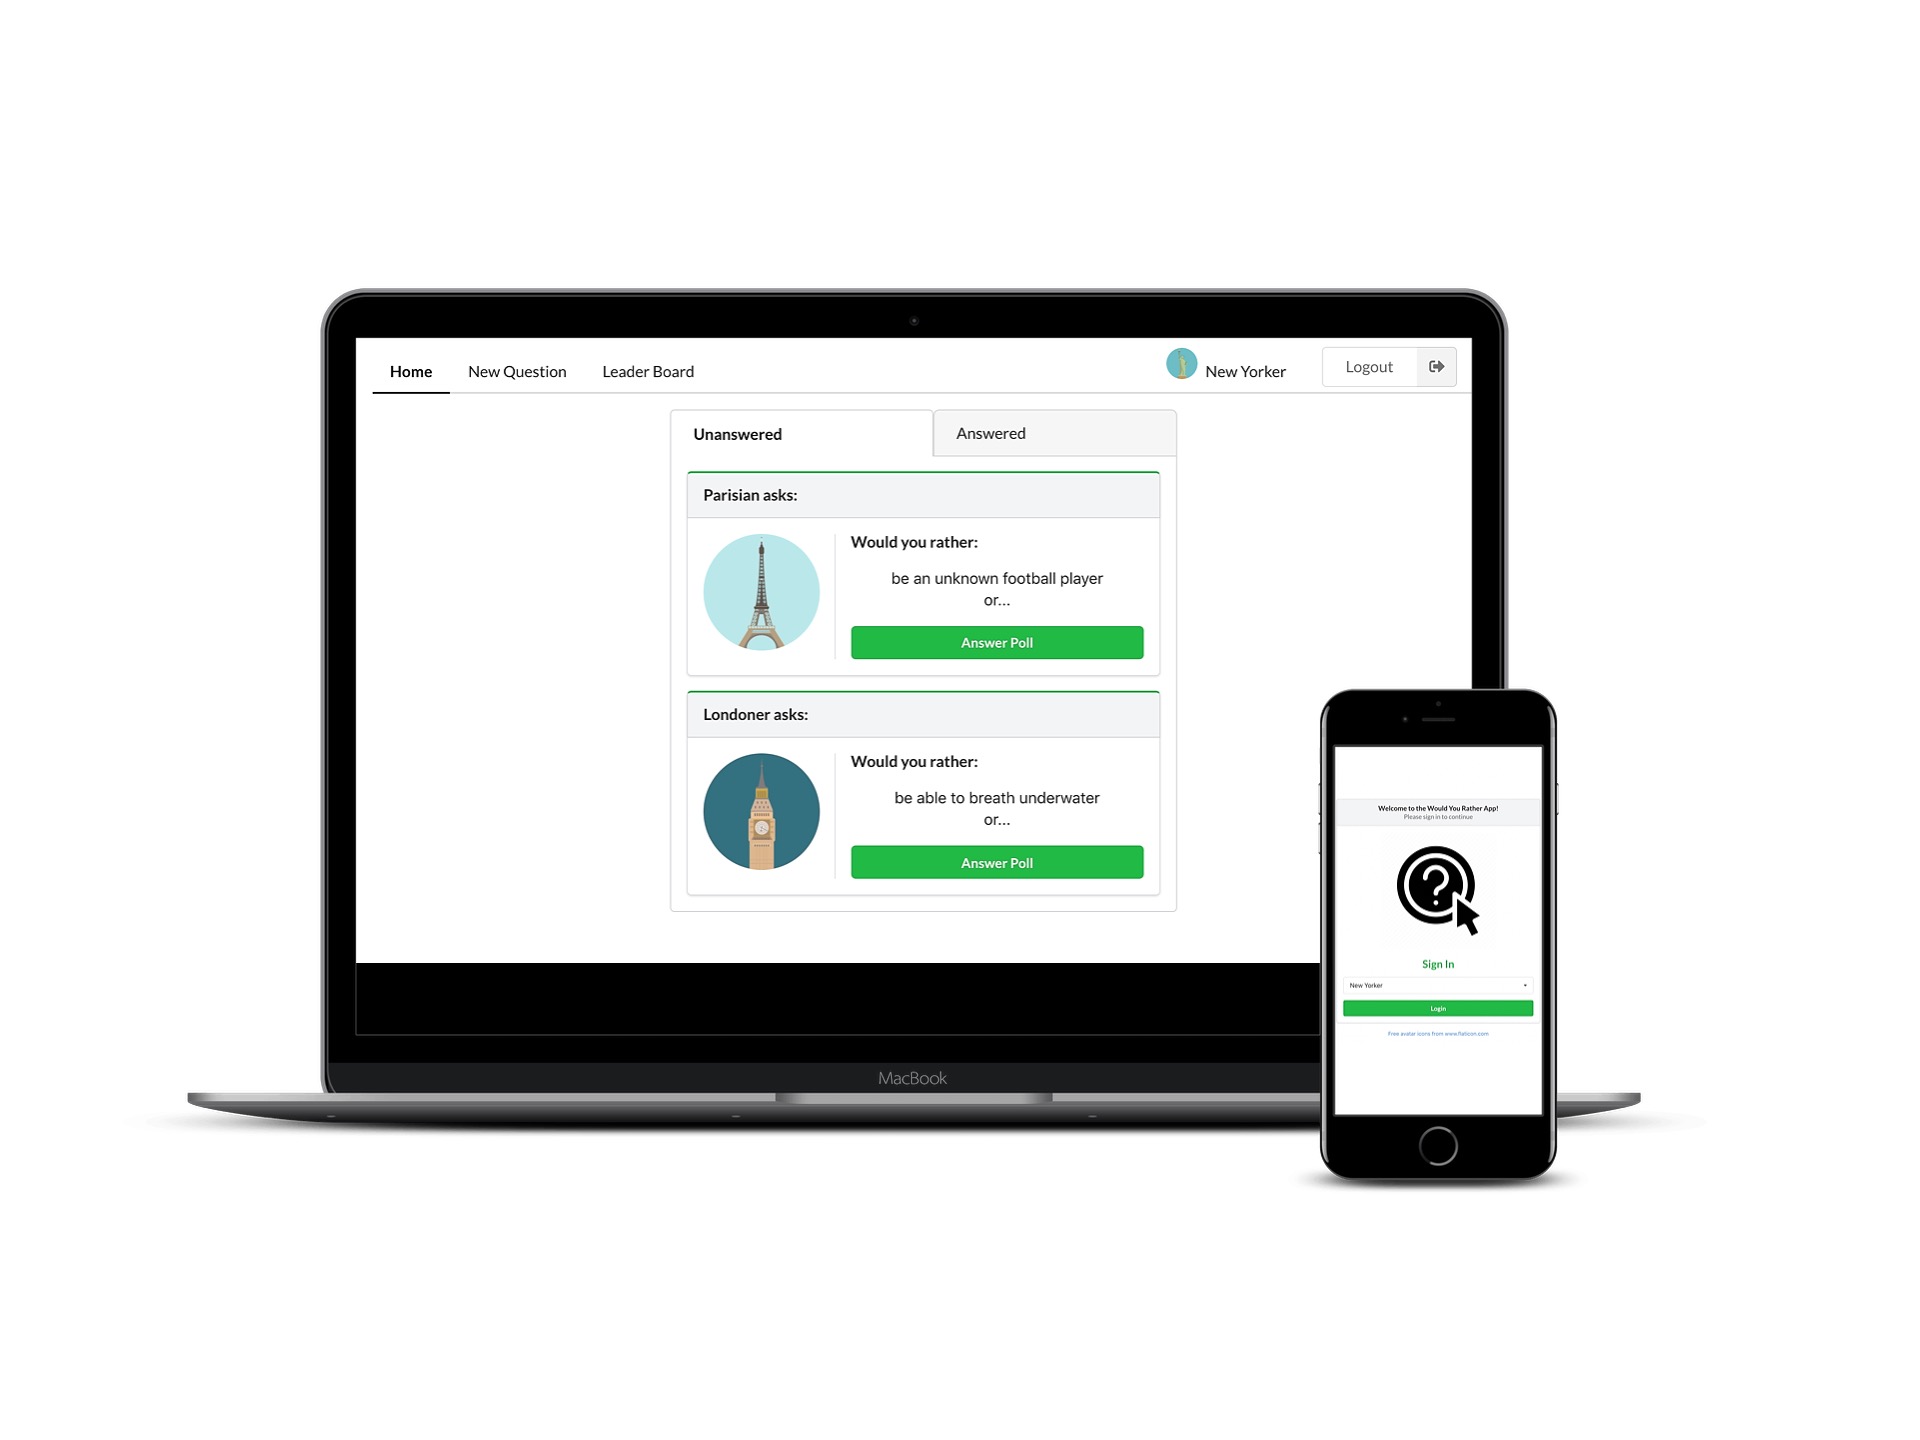 Home New Question Leader Board New Yorker Logout
Unanswered Answered
Parisian asks:
Would you rather:
be an unknown football player
or...
Answer Poll
Londoner asks:
Would you rather:
be able to breath underwater
or...
Answer Poll
MacBook
Welcome to the Would You Rather App!
Please sign in to continue
?
Sign In
New Yorker
Login
Free avatar icons from www.flaticon.com